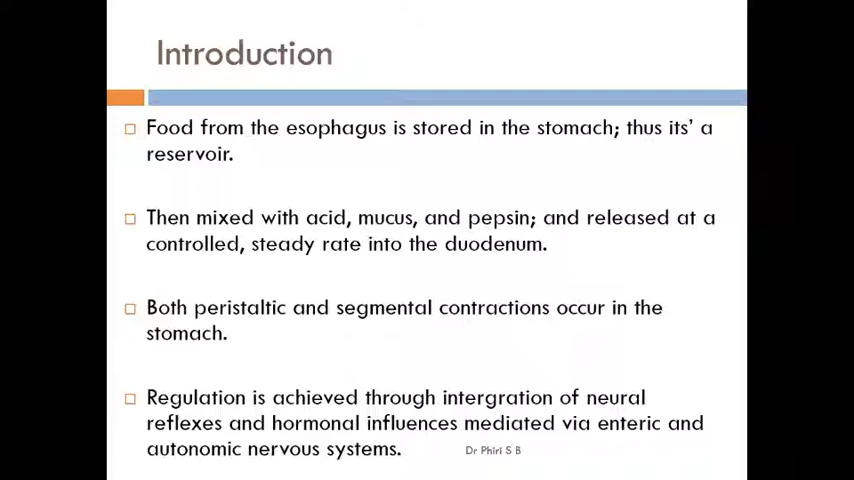 Introduction
Food from the esophagus is stored in the stomach; thus its’ a
reservoir.
Then mixed with acid, mucus, and pepsin; and released at a
controlled, steady rate into the duodenum.
Both peristaltic and segmental contractions occur in the
stomach.
Regulation is achieved through intergration of neural
reflexes and hormonal influences mediated via enteric and
autonomic nervous systems.
Dr Phiri S B